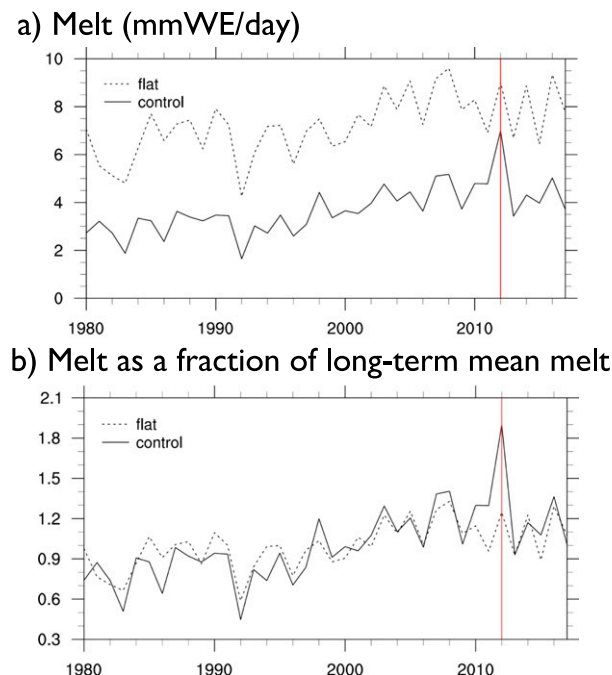 a) Melt (mmWE/day)
10
8
6
4
2
0
flat
control
1980 1990 2000 2010
b) Melt as a fraction of long-term mean melt
2.1
1.8
1.5
1.2
0.9
0.6
0.3
flat
control
1980 1990 2000 2010